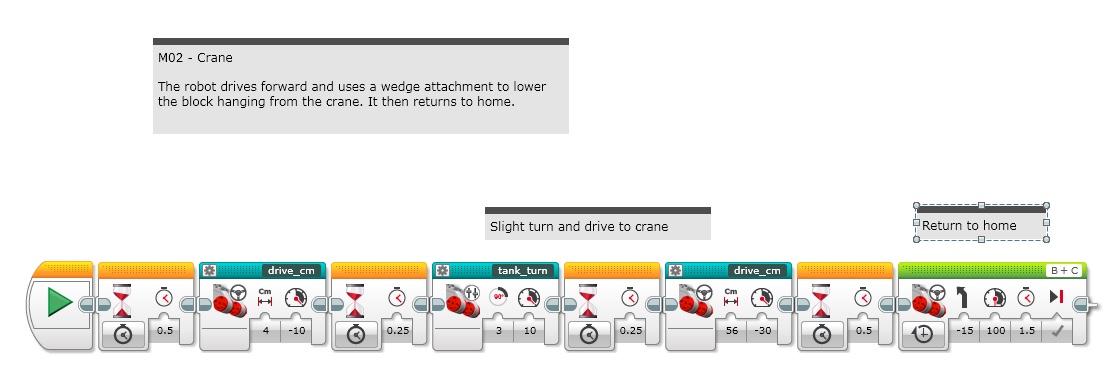 M02 - Crane
The robot drives forward and uses a wedge attachment to lower
the block hanging from the crane. It then returns to home.
Slight turn and drive to crane
Return to home
drive_cm
tank_turn
drive_cm
B + C
Cm
90°
Cm
0.5
4
-10
0.25
3
10
0.25
56
-30
0.5
-15
100
1.5